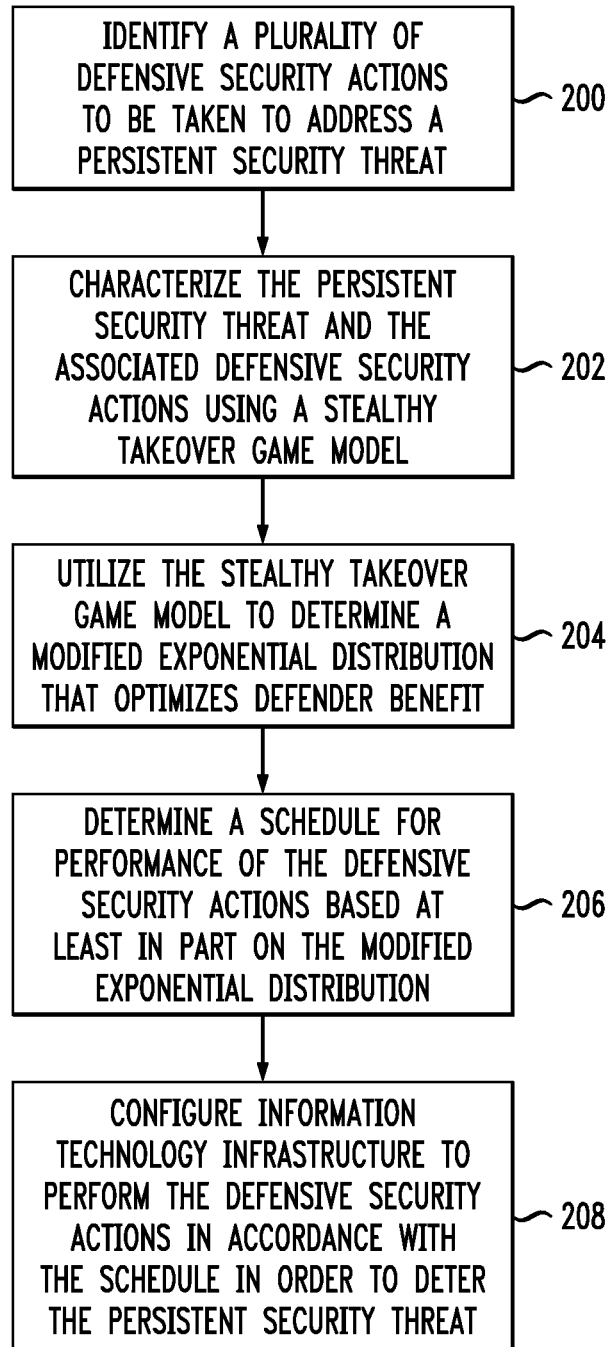 IDENTIFY A PLURALITY OF
DEFENSIVE SECURITY ACTIONS
TO BE TAKEN TO ADDRESS A
PERSISTENT SECURITY THREAT
200
CHARACTERIZE THE PERSISTENT
SECURITY THREAT AND THE
ASSOCIATED DEFENSIVE SECURITY
ACTIONS USING A STEALTHY
TAKEOVER GAME MODEL
202
UTILIZE THE STEALTHY TAKEOVER
GAME MODEL TO DETERMINE A
MODIFIED EXPONENTIAL DISTRIBUTION
THAT OPTIMIZES DEFENDER BENEFIT
204
DETERMINE A SCHEDULE FOR
PERFORMANCE OF THE DEFENSIVE
SECURITY ACTIONS BASED AT
LEAST IN PART ON THE MODIFIED
EXPONENTIAL DISTRIBUTION
206
CONFIGURE INFORMATION
TECHNOLOGY INFRASTRUCTURE TO
PERFORM THE DEFENSIVE SECURITY
ACTIONS IN ACCORDANCE WITH
THE SCHEDULE IN ORDER TO DETER
THE PERSISTENT SECURITY THREAT
208